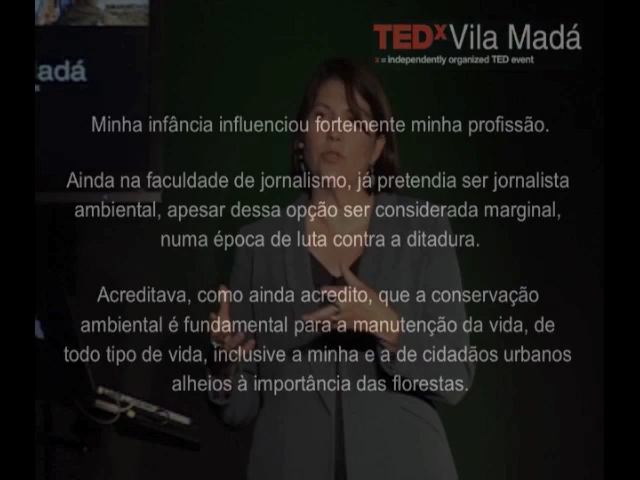 TEDxVila Madá
x = independently organized TED event
Madá
Minha infância influenciou fortemente minha profissão.
Ainda na faculdade de jornalismo, já pretendia ser jornalista
ambiental, apesar dessa opção ser considerada marginal,
numa época de luta contra a ditadura.
Acreditava, como ainda acredito, que a conservação
ambiental é fundamental para a manutenção da vida, de
todo tipo de vida, inclusive a minha e a de cidadãos urbanos
alheios à importância das florestas.